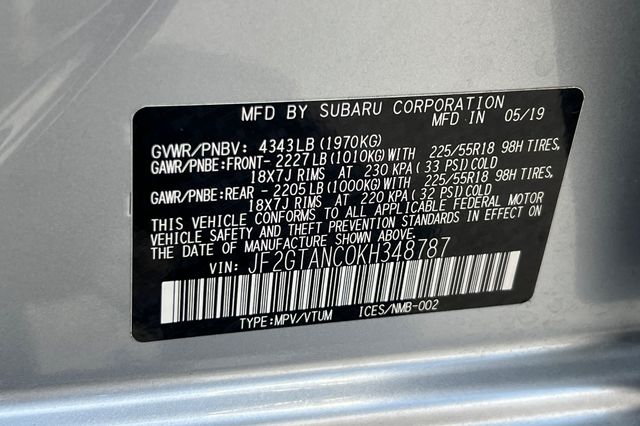 MFD BY SUBARU CORPORATION
MFD IN 05/19
GVWR/PNBV: 4343LB(1970KG)
GAWR/PNBE:FRONT- 2227LB(1010KG)WITH 225/55R18 98H TIRES,
18X7J RIMS AT 230 KPA(33 PSI)COLD
GAWR/PNBE:REAR - 2205LB(1000KG)WITH 225/55R18 98H TIRES,
18X7J RIMS AT 220 KPA(32 PSI)COLD
THIS VEHICLE CONFORMS TO ALL APPLICABLE FEDERAL MOTOR
VEHICLE SAFETY AND THEFT PREVENTION STANDARDS IN EFFECT ON
THE DATE OF MANUFACTURE SHOWN ABOVE.
VIN: JF2GTANC0KH348787
TYPE:MPV/VTUM ICES/NMB-002